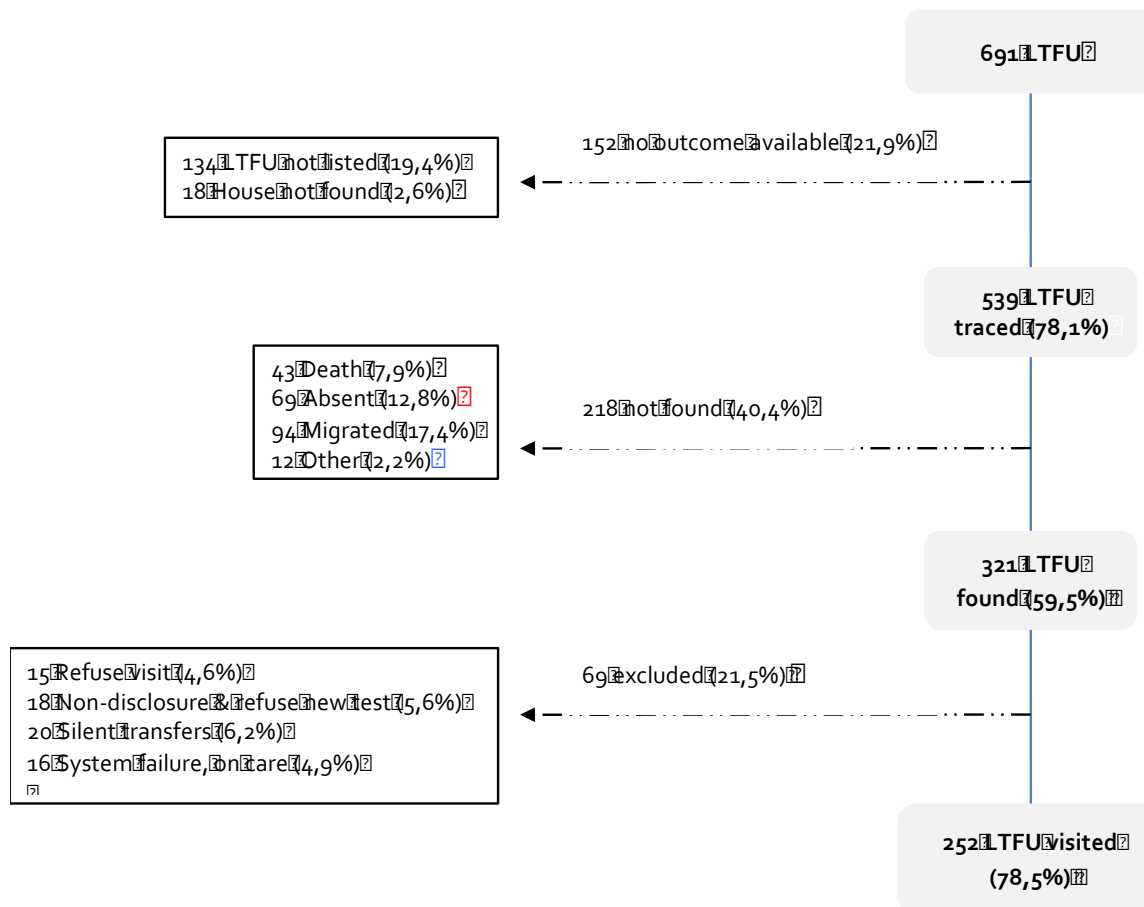 691 LTFU
152 no outcome available (21,9%)
134 LTFU not listed (19,4%)
18 House not found (2,6%)
539 LTFU
traced (78,1%)
43 Death (7,9%)
69 Absent (12,8%)
94 Migrated (17,4%)
12 Other (2,2%)
218 not found (40,4%)
321 LTFU
found (59,5%)
15 Refuse visit (4,6%)
18 Non-disclosure & refuse new test (5,6%)
20 Silent transfers (6,2%)
16 System failure, on care (4,9%)
69 excluded (21,5%)
252 LTFU visited
(78,5%)